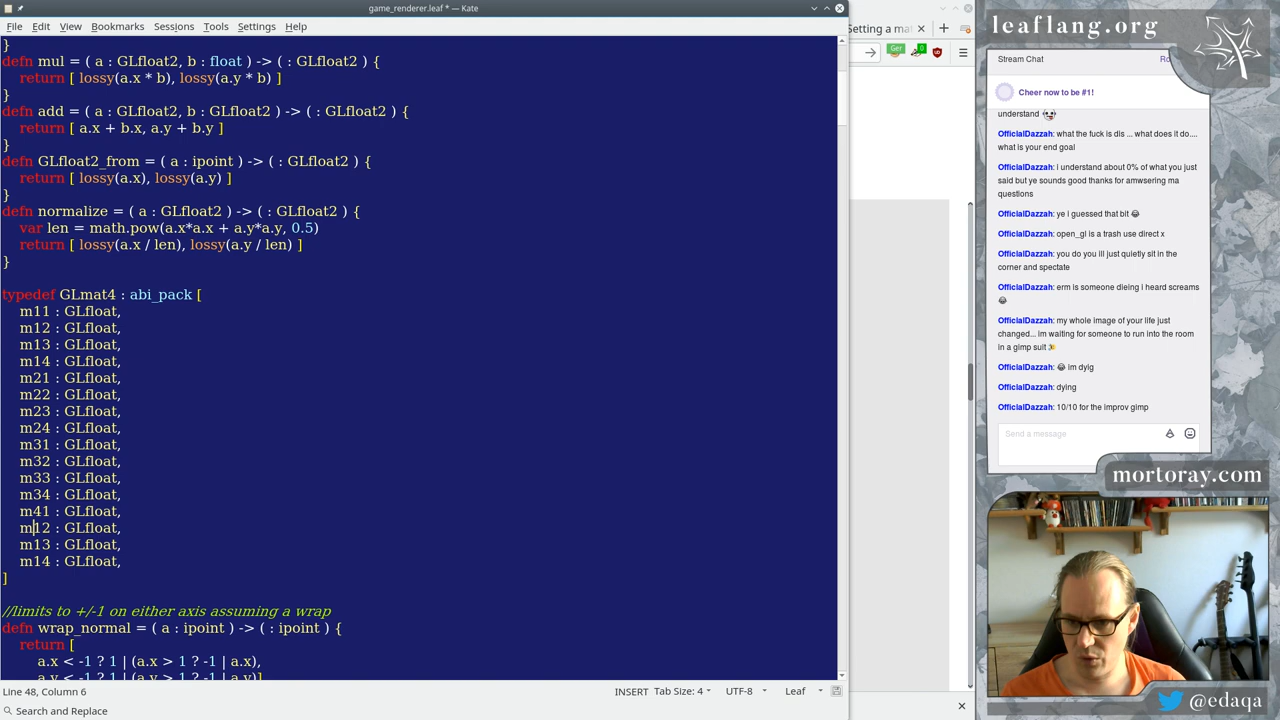 game_renderer.leaf * — Kate
File Edit View Bookmarks Sessions Tools Settings Help
}
defn mul = ( a : GLfloat2, b : float ) -> ( : GLfloat2 ) {
return [ lossy(a.x * b), lossy(a.y * b) ]
}
defn add = ( a : GLfloat2, b : GLfloat2 ) -> ( : GLfloat2 ) {
return [ a.x + b.x, a.y + b.y ]
}
defn GLfloat2_from = ( a : ipoint ) -> ( : GLfloat2 ) {
return [ lossy(a.x), lossy(a.y) ]
}
defn normalize = ( a : GLfloat2 ) -> ( : GLfloat2 ) {
var len = math.pow(a.x*a.x + a.y*a.y, 0.5)
return [ lossy(a.x / len), lossy(a.y / len) ]
}
typedef GLmat4 : abi_pack [
m11 : GLfloat,
m12 : GLfloat,
m13 : GLfloat,
m14 : GLfloat,
m21 : GLfloat,
m22 : GLfloat,
m23 : GLfloat,
m24 : GLfloat,
m31 : GLfloat,
m32 : GLfloat,
m33 : GLfloat,
m34 : GLfloat,
m41 : GLfloat,
m12 : GLfloat,
m13 : GLfloat,
m14 : GLfloat,
]
//limits to +/-1 on either axis assuming a wrap
defn wrap_normal = ( a : ipoint ) -> ( : ipoint ) {
return [
a.x < -1 ? 1 | (a.x > 1 ? -1 | a.x),
a.y < -1 ? 1 | (a.y > 1 ? -1 | a.y)]
Line 48, Column 6 INSERT Tab Size: 4 UTF-8 Leaf
Search and Replace
Setting a ma
Ger 0
leaflang.org
Stream Chat Ro
Cheer now to be #1!
understand
OfficialDazzah: what the fuck is dis ... what does it do....
what is your end goal
OfficialDazzah: i understand about 0% of what you just
said but ye sounds good thanks for amwsering ma
questions
OfficialDazzah: ye i guessed that bit 😂
OfficialDazzah: open_gl is a trash use direct x
OfficialDazzah: you do you ill just quietly sit in the
corner and spectate
OfficialDazzah: erm is someone dieing i heard screams
😂
OfficialDazzah: my whole image of your life just
changed... im waiting for someone to run into the room
in a gimp suit 🎉
OfficialDazzah: 😂 im dyig
OfficialDazzah: dying
OfficialDazzah: 10/10 for the improv gimp
Send a message
mortoray.com
@edaqa